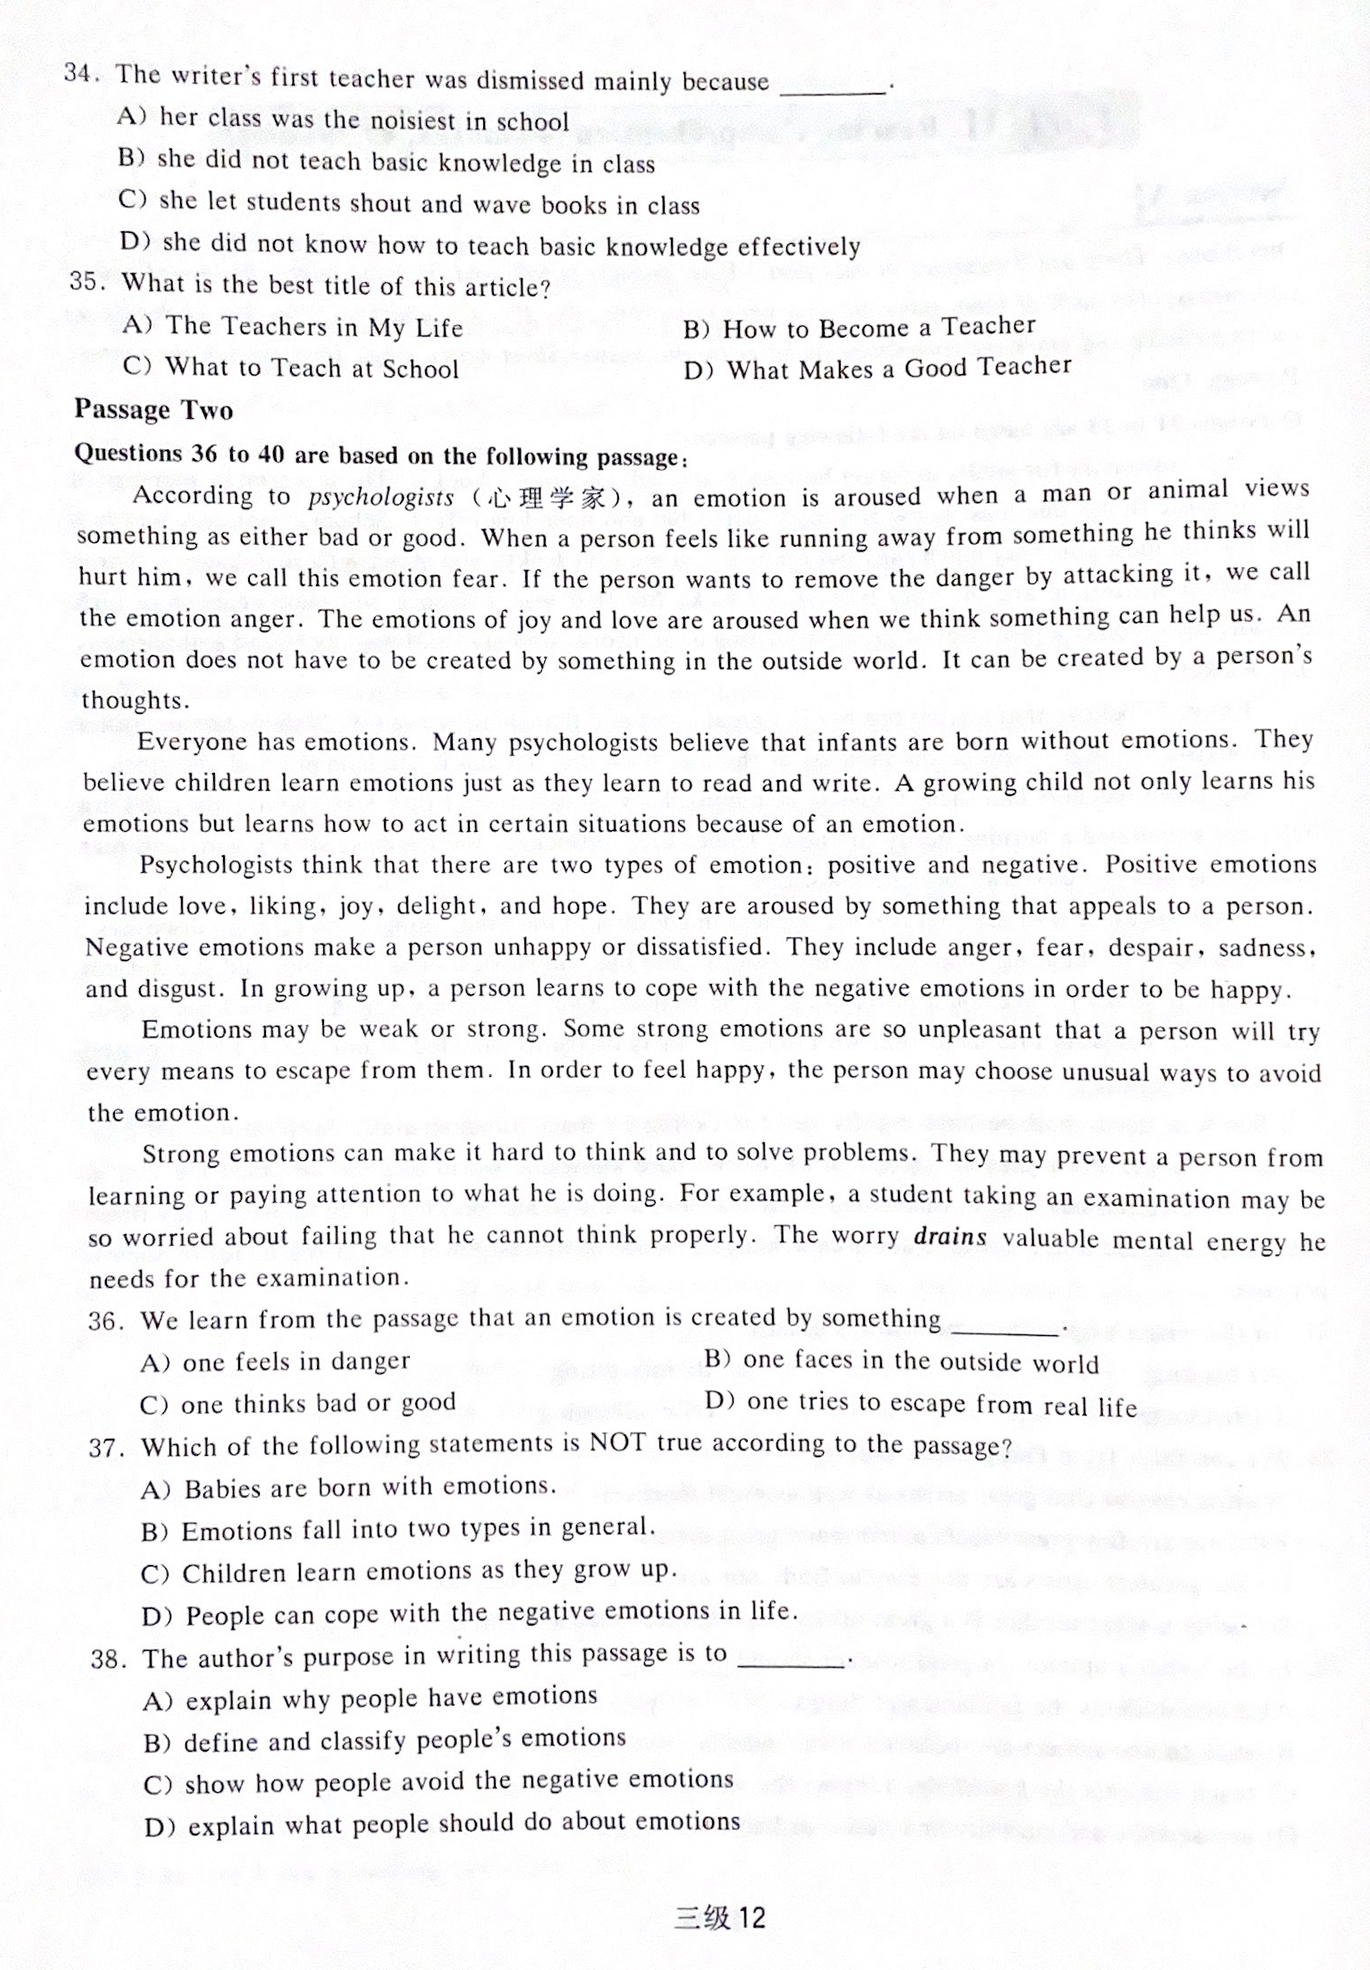 34. The writer's first teacher was dismissed mainly because ________.
A) her class was the noisiest in school
B) she did not teach basic knowledge in class
C) she let students shout and wave books in class
D) she did not know how to teach basic knowledge effectively
35. What is the best title of this article?
A) The Teachers in My Life B) How to Become a Teacher
C) What to Teach at School D) What Makes a Good Teacher
Passage Two
Questions 36 to 40 are based on the following passage:
According to psychologists (心理学家), an emotion is aroused when a man or animal views
something as either bad or good. When a person feels like running away from something he thinks will
hurt him, we call this emotion fear. If the person wants to remove the danger by attacking it, we call
the emotion anger. The emotions of joy and love are aroused when we think something can help us. An
emotion does not have to be created by something in the outside world. It can be created by a person's
thoughts.
Everyone has emotions. Many psychologists believe that infants are born without emotions. They
believe children learn emotions just as they learn to read and write. A growing child not only learns his
emotions but learns how to act in certain situations because of an emotion.
Psychologists think that there are two types of emotion: positive and negative. Positive emotions
include love, liking, joy, delight, and hope. They are aroused by something that appeals to a person.
Negative emotions make a person unhappy or dissatisfied. They include anger, fear, despair, sadness,
and disgust. In growing up, a person learns to cope with the negative emotions in order to be happy.
Emotions may be weak or strong. Some strong emotions are so unpleasant that a person will try
every means to escape from them. In order to feel happy, the person may choose unusual ways to avoid
the emotion.
Strong emotions can make it hard to think and to solve problems. They may prevent a person from
learning or paying attention to what he is doing. For example, a student taking an examination may be
so worried about failing that he cannot think properly. The worry drains valuable mental energy he
needs for the examination.
36. We learn from the passage that an emotion is created by something ________.
A) one feels in danger B) one faces in the outside world
C) one thinks bad or good D) one tries to escape from real life
37. Which of the following statements is NOT true according to the passage?
A) Babies are born with emotions.
B) Emotions fall into two types in general.
C) Children learn emotions as they grow up.
D) People can cope with the negative emotions in life.
38. The author's purpose in writing this passage is to ________.
A) explain why people have emotions
B) define and classify people's emotions
C) show how people avoid the negative emotions
D) explain what people should do about emotions
三级 12